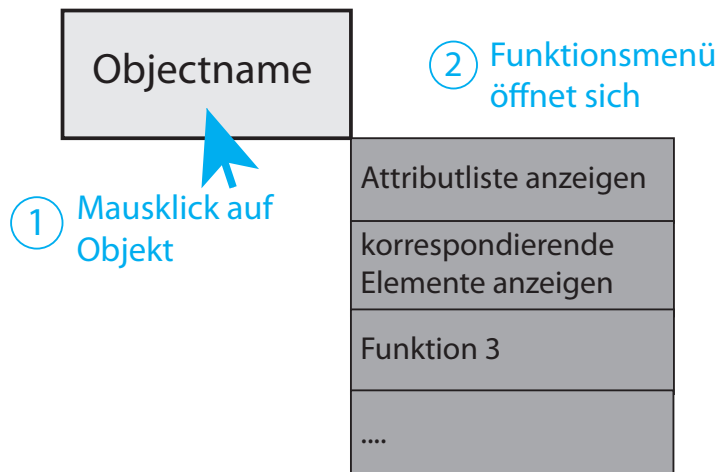 Objectname
2 Funktionsmenü
öffnet sich
1 Mausklick auf
Objekt
Attributliste anzeigen
korrespondierende
Elemente anzeigen
Funktion 3
....